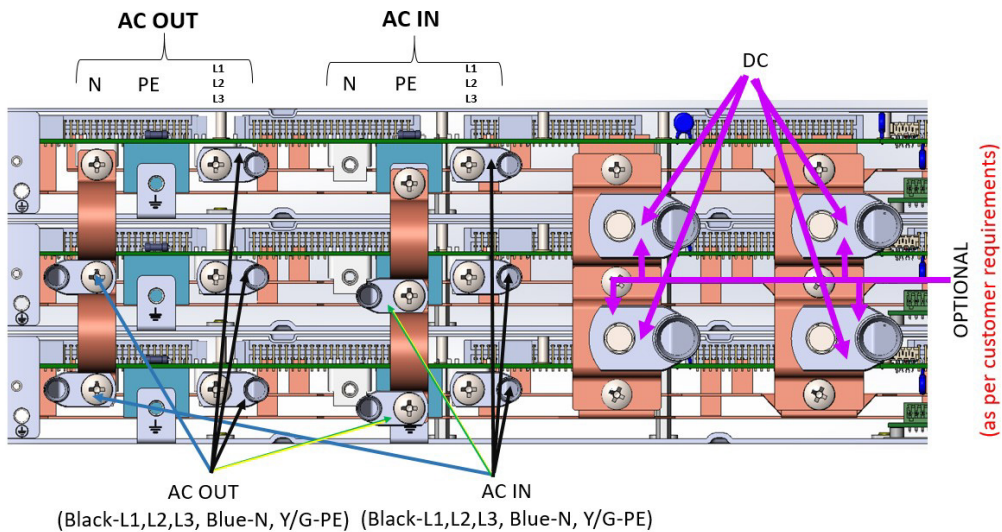 AC OUT
AC IN
N
PE
L1
L2
L3
N
PE
L1
L2
L3
DC
OPTIONAL
(as per customer requirements)
AC OUT
(Black-L1,L2,L3, Blue-N, Y/G-PE)
AC IN
(Black-L1,L2,L3, Blue-N, Y/G-PE)